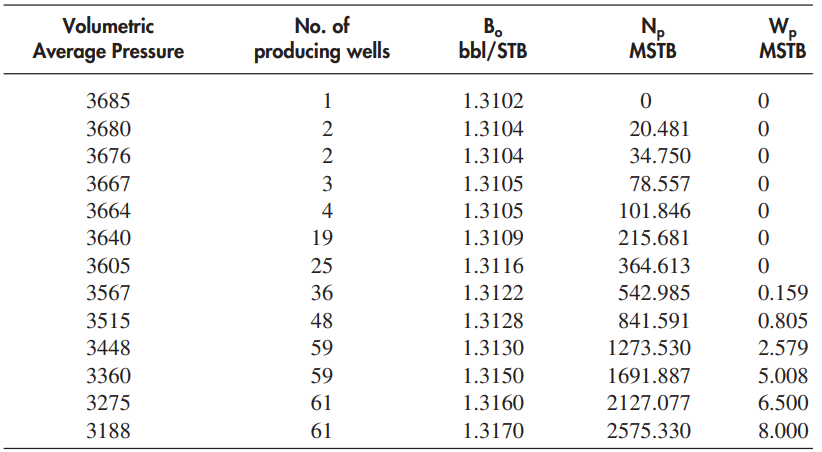 Volumetric No. of Bo Np Wp
Average Pressure producing wells bbl/STB MSTB MSTB
3685 1 1.3102 0 0
3680 2 1.3104 20.481 0
3676 2 1.3104 34.750 0
3667 3 1.3105 78.557 0
3664 4 1.3105 101.846 0
3640 19 1.3109 215.681 0
3605 25 1.3116 364.613 0
3567 36 1.3122 542.985 0.159
3515 48 1.3128 841.591 0.805
3448 59 1.3130 1273.530 2.579
3360 59 1.3150 1691.887 5.008
3275 61 1.3160 2127.077 6.500
3188 61 1.3170 2575.330 8.000